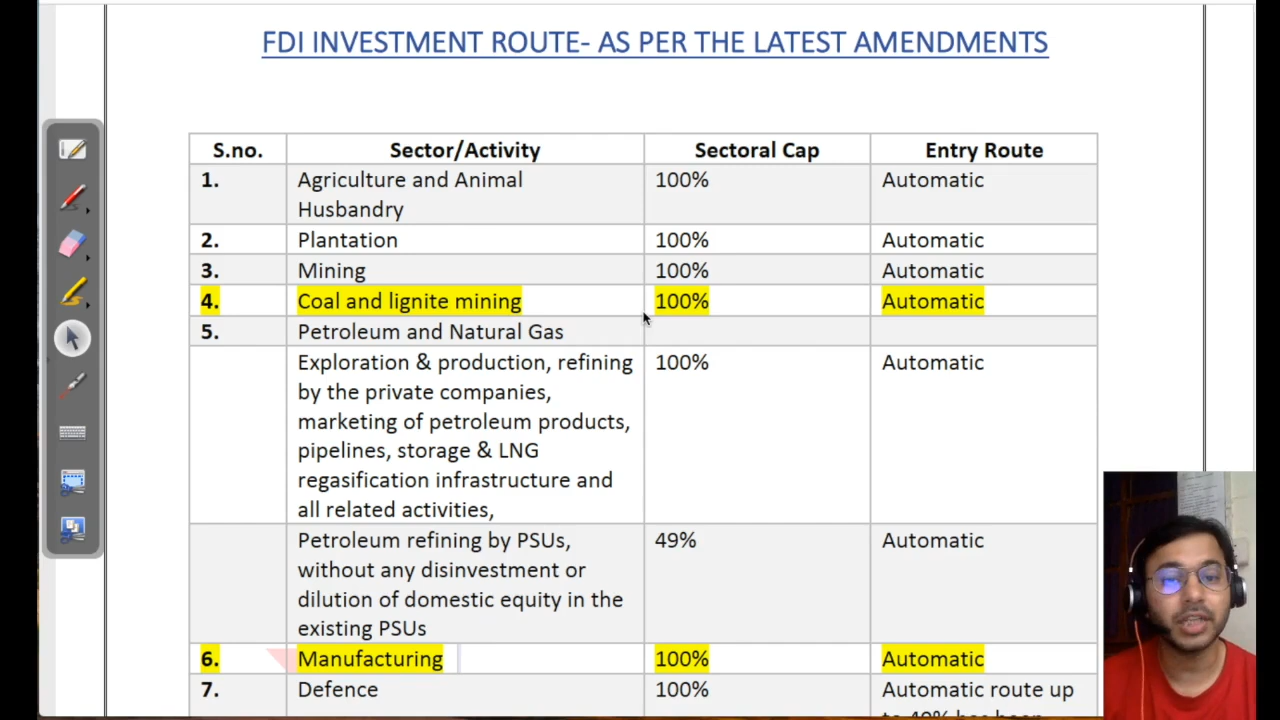 FDI INVESTMENT ROUTE- AS PER THE LATEST AMENDMENTS
S.no. Sector/Activity Sectoral Cap Entry Route
1. Agriculture and Animal 100% Automatic
Husbandry
2. Plantation 100% Automatic
3. Mining 100% Automatic
4. Coal and lignite mining 100% Automatic
5. Petroleum and Natural Gas
Exploration & production, refining 100% Automatic
by the private companies,
marketing of petroleum products,
pipelines, storage & LNG
regasification infrastructure and
all related activities,
Petroleum refining by PSUs, 49% Automatic
without any disinvestment or
dilution of domestic equity in the
existing PSUs
6. Manufacturing 100% Automatic
7. Defence 100% Automatic route up
to 49% has been